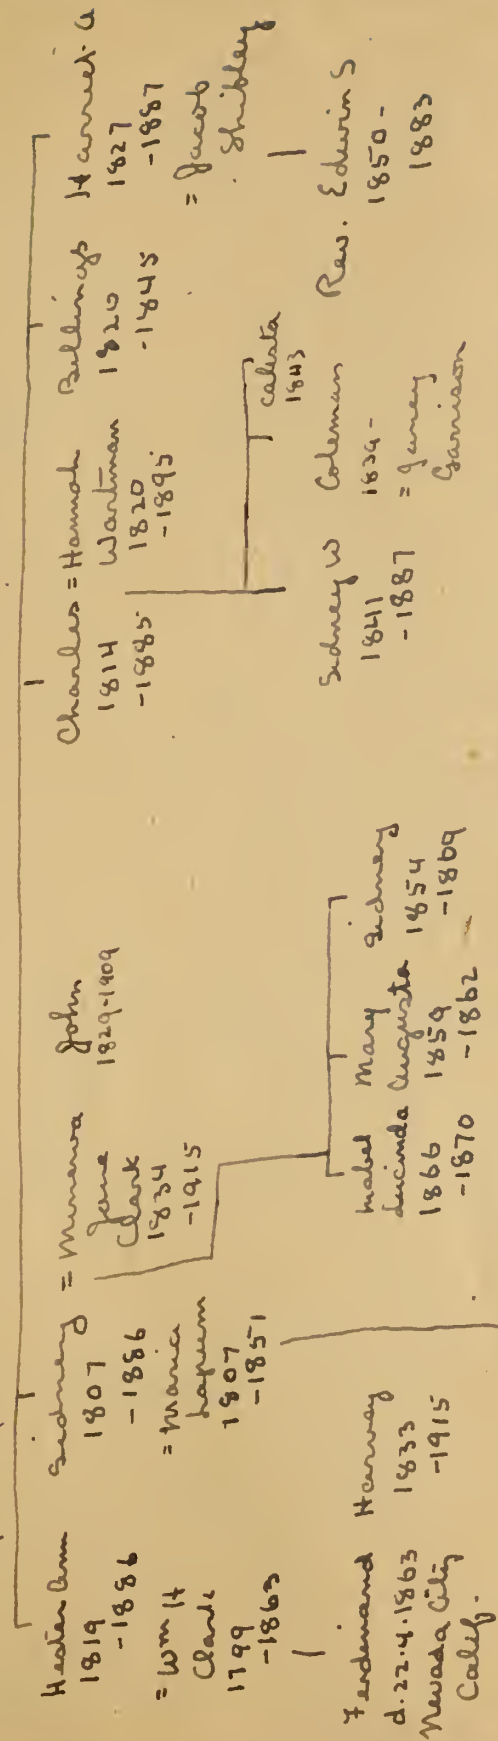 Hester Ann
1819
-1886
= Wm H
Clark
1799
-1863
Ferdinand
d. 22.4.1863
Nevada City
Calif.
Sidney
1807
-1886
= Maria
Lapum
1807
-1851
Harvey
1833
-1915
= Minerva
Jane
Clark
1834
-1915
Mabel
Lucinda
1866
-1870
Mary
Augusta
1859
-1862
Sidney
1854
-1869
John
1829-1909
Charles = Hannah
1814
-1885
Wartman
1820
-1895
Sidney W
1841
-1887
Coleman
= Jancy
Garrison
Calista
1843
Billings
1820
-1845
Harriet A
1827
-1887
= Jacob
Shibley
Rev. Edwin S
1850-
1883